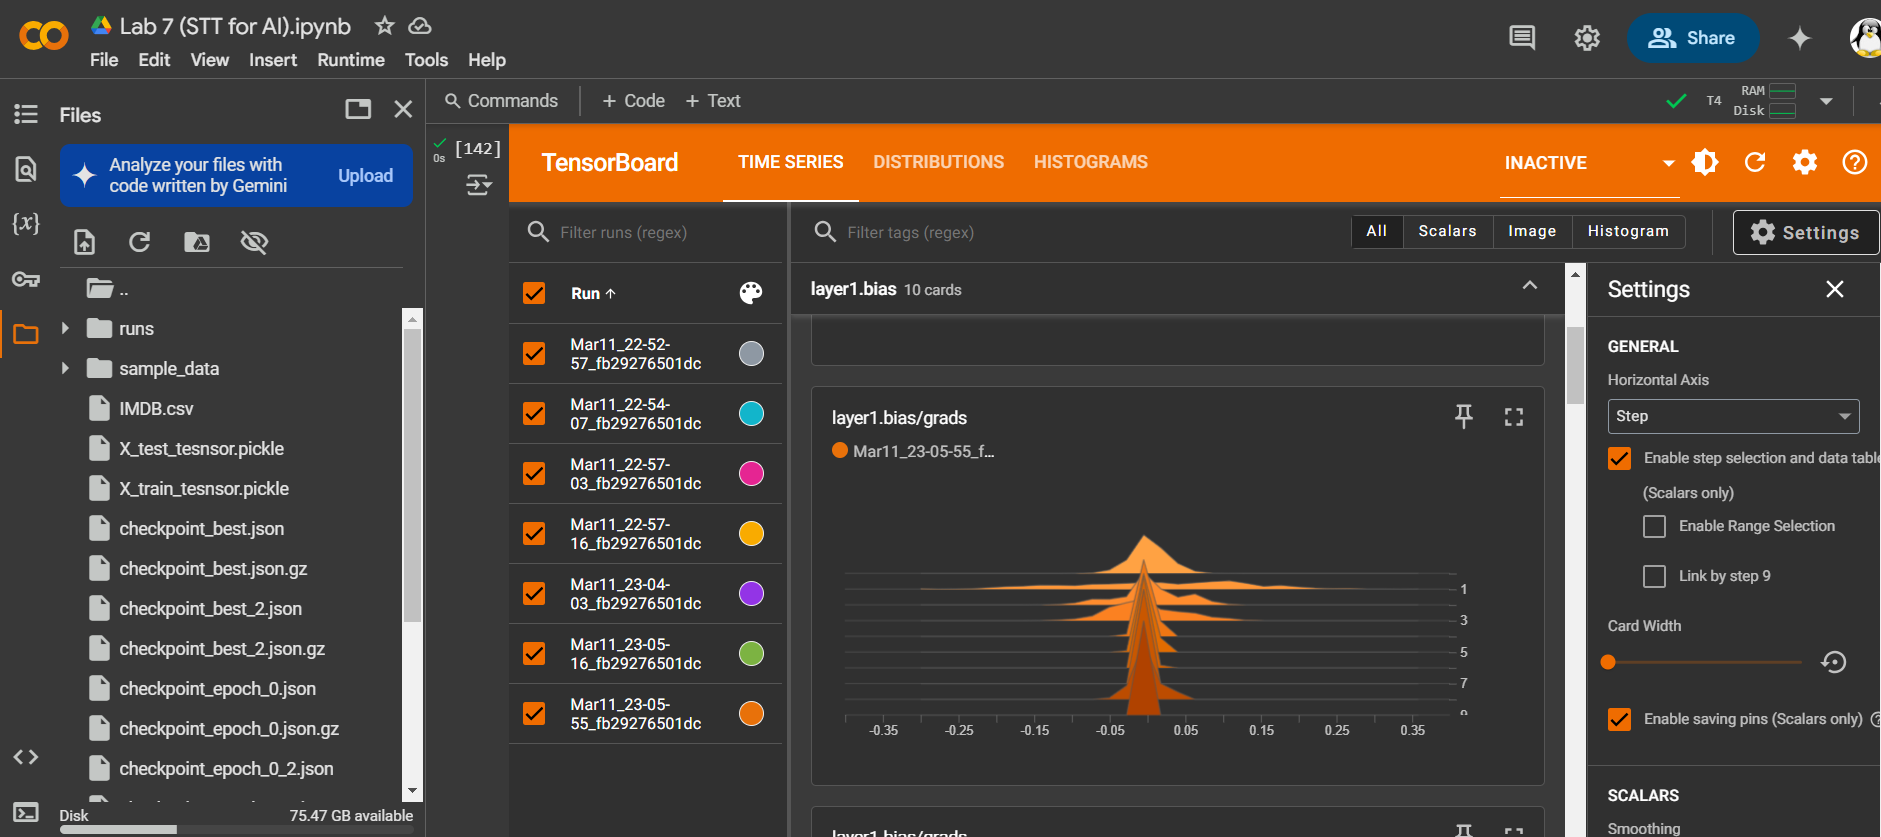 Lab 7 (STT for AI).ipynb
File Edit View Insert Runtime Tools Help
Share
Files
Analyze your files with
code written by Gemini
Upload
..
runs
sample_data
IMDB.csv
X_test_tesnsor.pickle
X_train_tesnsor.pickle
checkpoint_best.json
checkpoint_best.json.gz
checkpoint_best_2.json
checkpoint_best_2.json.gz
checkpoint_epoch_0.json
checkpoint_epoch_0.json.gz
checkpoint_epoch_0_2.json
Disk 75.47 GB available
Commands + Code + Text
T4 RAM
Disk
[142]
0s
TensorBoard TIME SERIES DISTRIBUTIONS HISTOGRAMS INACTIVE
Filter runs (regex)
Run
Mar11_22-52-
57_fb29276501dc
Mar11_22-54-
07_fb29276501dc
Mar11_22-57-
03_fb29276501dc
Mar11_22-57-
16_fb29276501dc
Mar11_23-04-
03_fb29276501dc
Mar11_23-05-
16_fb29276501dc
Mar11_23-05-
55_fb29276501dc
Filter tags (regex)
All Scalars Image Histogram
Settings
layer1.bias 10 cards
layer1.bias/grads
Mar11_23-05-55_f...
1
3
5
7
9
-0.35 -0.25 -0.15 -0.05 0.05 0.15 0.25 0.35
layer1.bias/grads
Settings
GENERAL
Horizontal Axis
Step
Enable step selection and data table
(Scalars only)
Enable Range Selection
Link by step 9
Card Width
Enable saving pins (Scalars only)
SCALARS
Smoothing